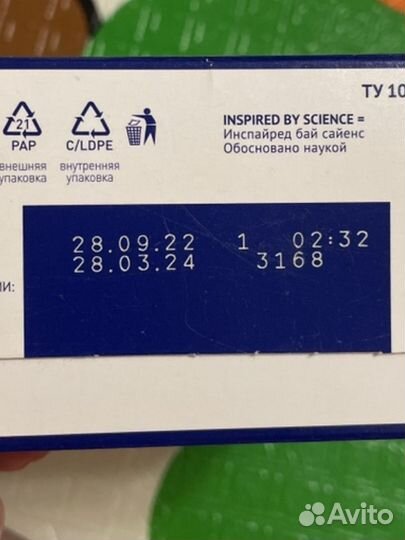 ТУ 10
INSPIRED BY SCIENCE =
Инспайред бай сайенс
Обосновано наукой
21
PAP
C/LDPE
внешняя
упаковка
внутренняя
упаковка
28.09.22 1 02:32
28.03.24 3168
ИИ:
Avito